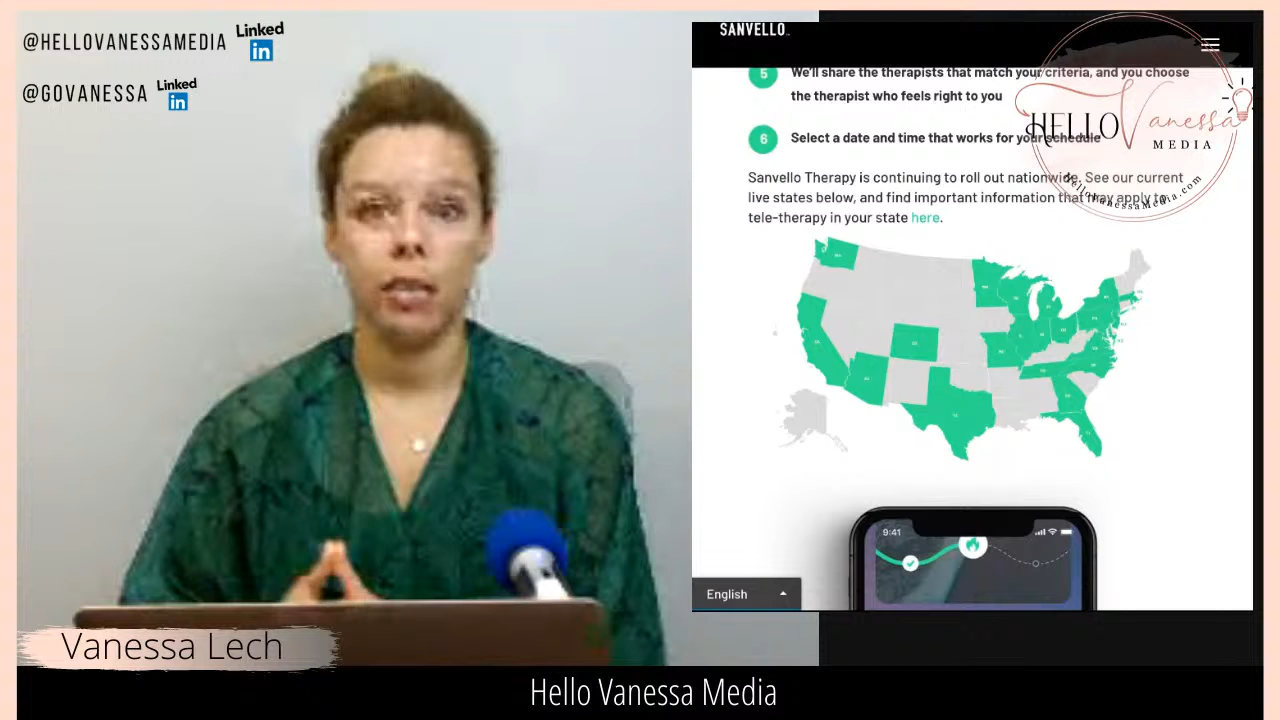 @HELLOVANESSAMEDIA Linked in
@GOVANESSA Linked in
SANVELLO
5 We'll share the therapists that match your criteria, and you choose
the therapist who feels right to you
6 Select a date and time that works for your schedule
HELLO Vanessa
MEDIA
HelloVanessaMedia.com
Sanvello Therapy is continuing to roll out nationwide. See our current
live states below, and find important information that may apply to
tele-therapy in your state here.
9:41
English
Vanessa Lech
Hello Vanessa Media